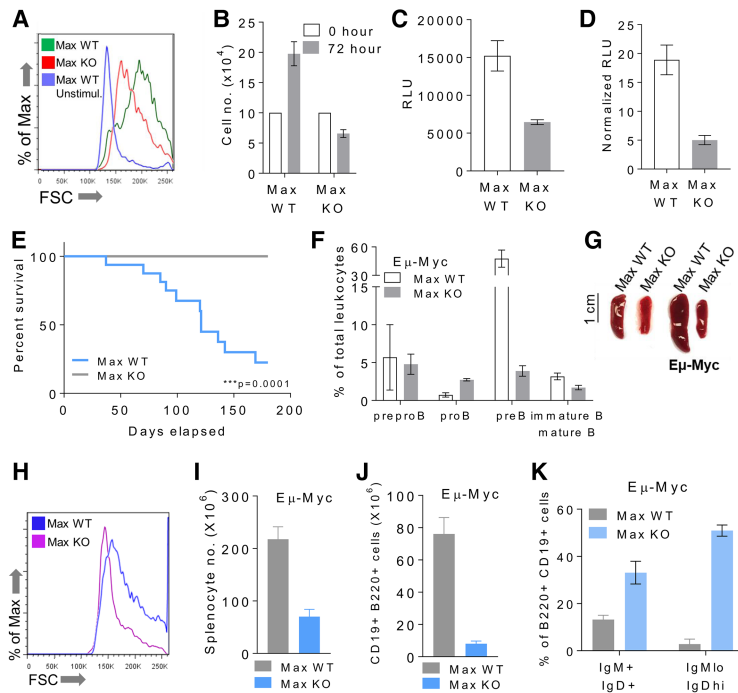 A
Max WT
Max KO
Max WT
Unstimul.
% of Max
0
50K
100K
150K
200K
250K
FSC
B
0 hour
72 hour
Cell no. (x10⁴)
25
20
15
10
5
0
Max WT
Max KO
C
RLU
20000
15000
10000
5000
0
Max WT
Max KO
D
Normalized RLU
25
20
15
10
5
0
Max WT
Max KO
E
Percent survival
100
50
0
Max WT
Max KO
***p=0.0001
0
50
100
150
200
Days elapsed
F
Eμ-Myc
Max WT
Max KO
% of total leukocytes
60
40
20
10
5
0
preproB
proB
preB
immature B
mature B
G
Max WT
Max KO
Max WT
Max KO
1cm
Eμ-Myc
H
Max WT
Max KO
% of Max
0
50K
100K
150K
200K
250K
FSC
I
Eμ-Myc
Splenocyte no. (X10⁶)
300
200
100
0
Max WT
Max KO
J
Eμ-Myc
CD19+ B220+ cells (X10⁶)
100
80
60
40
20
0
Max WT
Max KO
K
Eμ-Myc
Max WT
Max KO
% of B220+ CD19+ cells
60
40
20
0
IgM+
IgD+
IgMlo
IgDhi